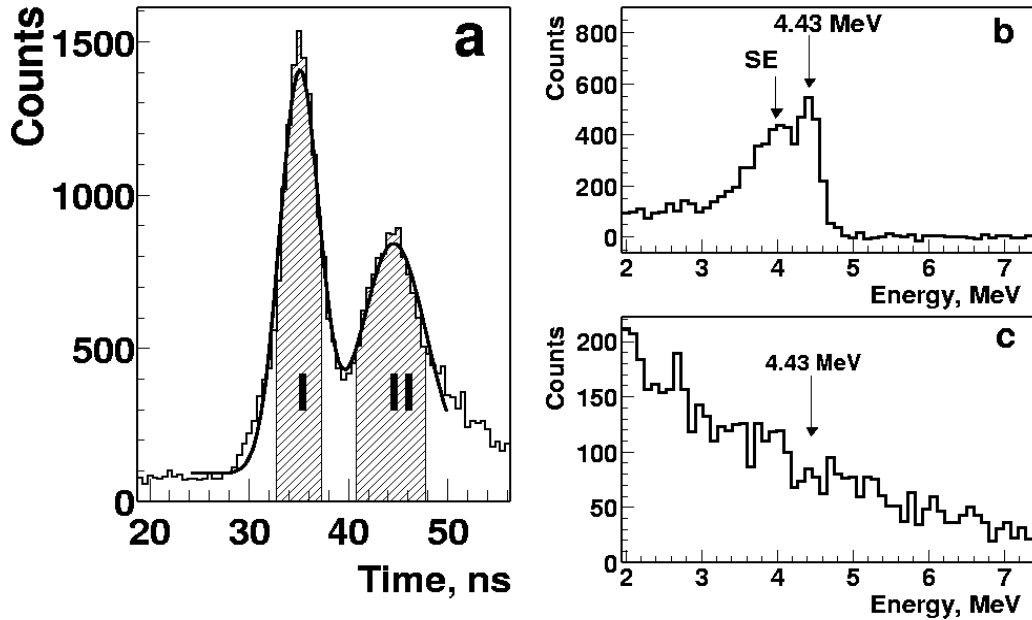 a
Counts
1500
1000
500
0
20 30 40 50
Time, ns
I II
b
Counts
800
600
400
200
0
SE
4.43 MeV
2 3 4 5 6 7
Energy, MeV
c
Counts
200
150
100
50
0
4.43 MeV
2 3 4 5 6 7
Energy, MeV